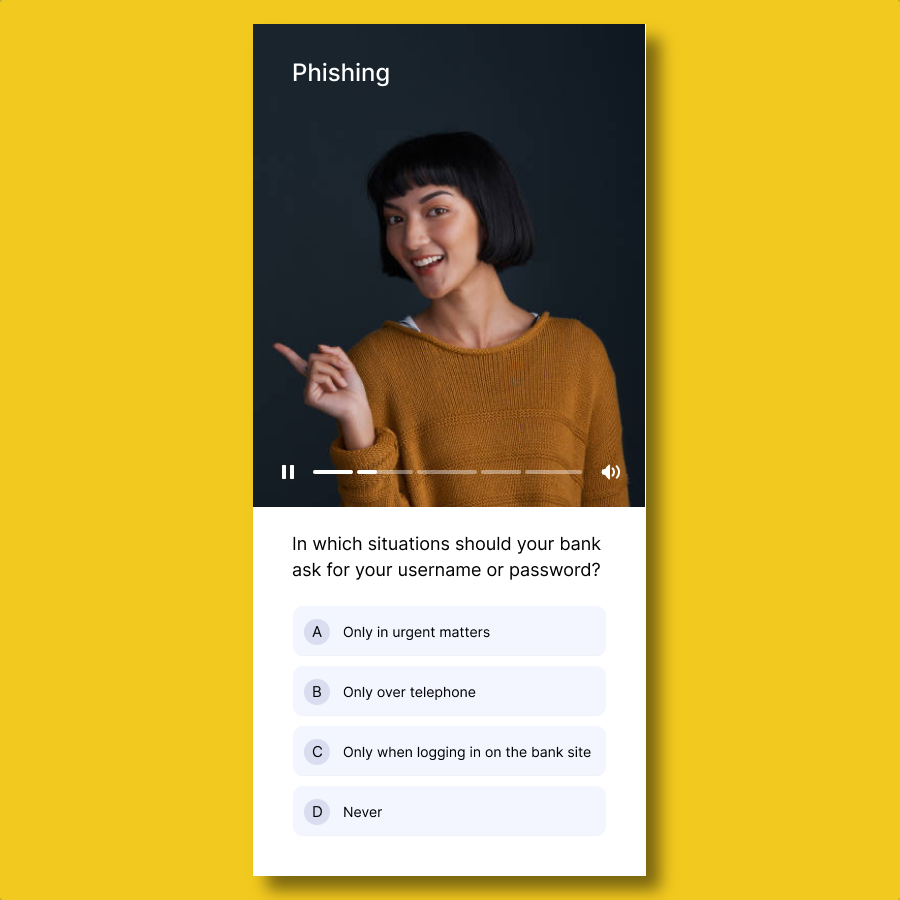 Phishing
In which situations should your bank
ask for your username or password?
A Only in urgent matters
B Only over telephone
C Only when logging in on the bank site
D Never